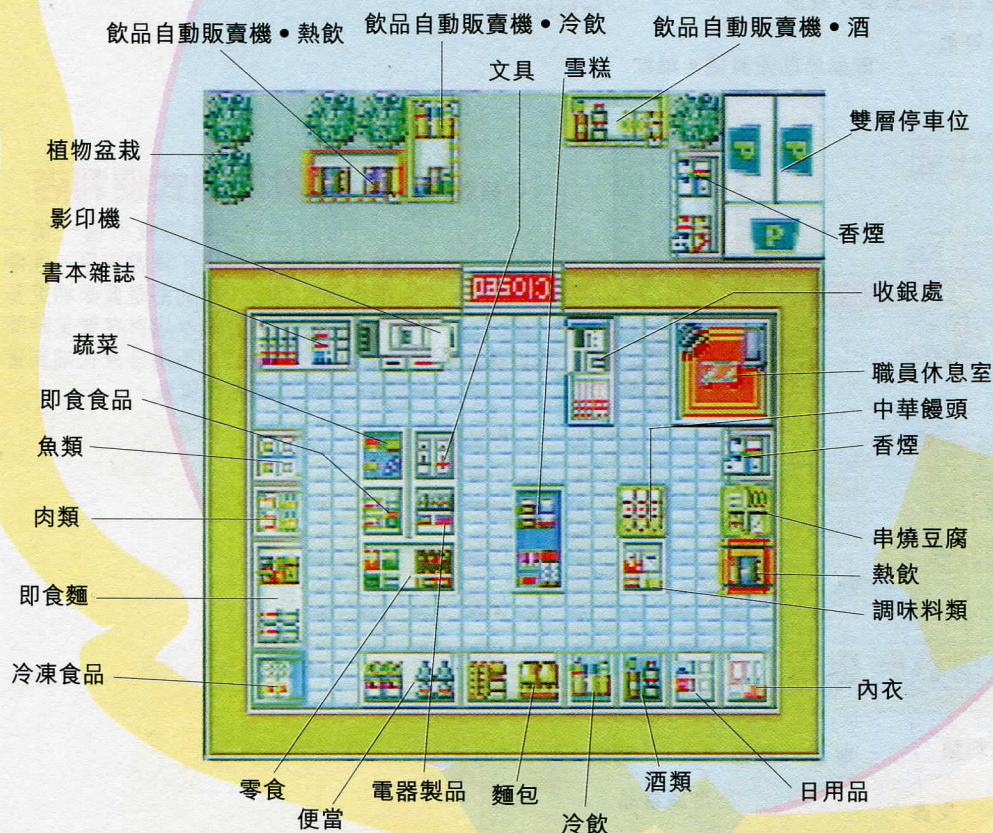 飲品自動販賣機•熱飲
飲品自動販賣機•冷飲
飲品自動販賣機•酒
文具
雪糕
植物盆栽
雙層停車位
影印機
香煙
書本雜誌
收銀處
蔬菜
職員休息室
即食食品
中華饅頭
魚類
香煙
肉類
串燒豆腐
熱飲
即食麵
調味料類
冷凍食品
內衣
零食
電器製品
麵包
酒類
日用品
便當
冷飲
Closed
P
P
P